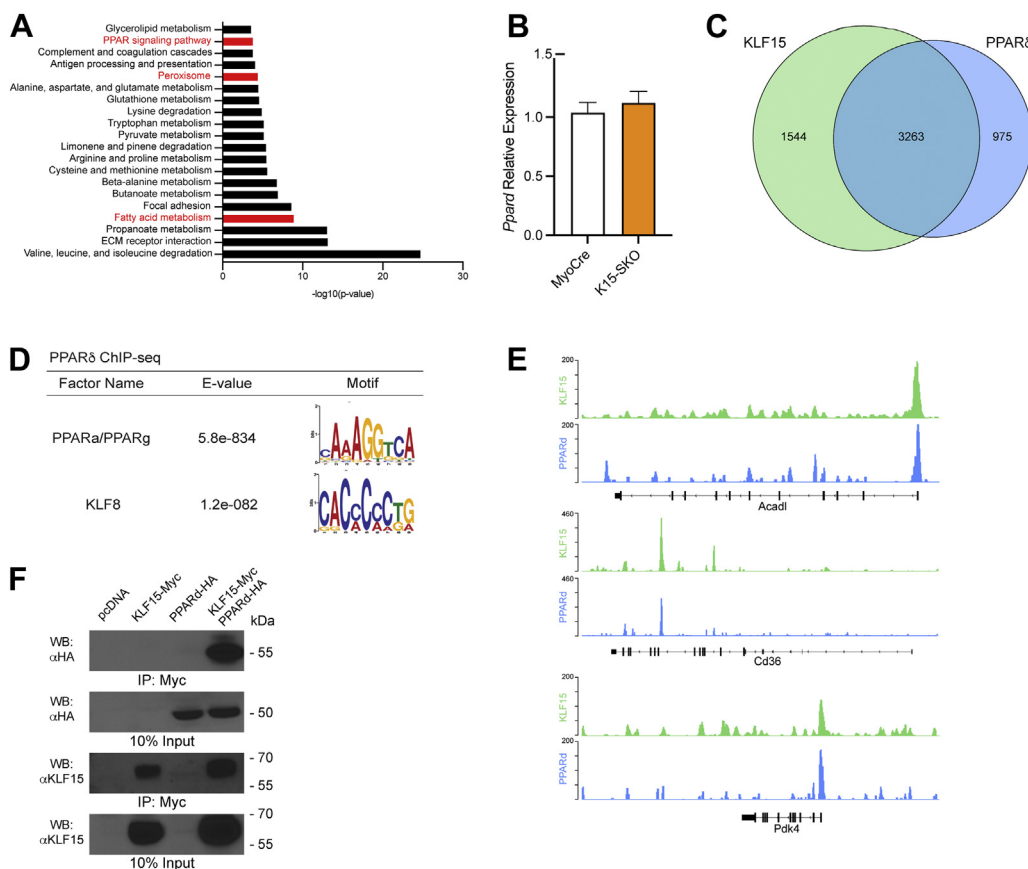 A
Glycerolipid metabolism
PPAR signaling pathway
Complement and coagulation cascades
Antigen processing and presentation
Peroxisome
Alanine, aspartate, and glutamate metabolism
Glutathione metabolism
Lysine degradation
Tryptophan metabolism
Pyruvate metabolism
Limonene and pinene degradation
Arginine and proline metabolism
Cysteine and methionine metabolism
Beta-alanine metabolism
Butanoate metabolism
Focal adhesion
Fatty acid metabolism
Propanoate metabolism
ECM receptor interaction
Valine, leucine, and isoleucine degradation
0 10 20 30
-log10(p-value)
B
Ppard Relative Expression
1.5
1.0
0.5
0.0
MyoCre
K15-SKO
C
KLF15
PPARδ
1544 3263 975
D
PPARδ ChIP-seq
Factor Name E-value Motif
PPARa/PPARg 5.8e-834
KLF8 1.2e-082
E
200
KLF15
0
200
PPARd
0
Acadl
460
KLF15
0
460
PPARd
0
Cd36
200
KLF15
0
200
PPARd
0
Pdk4
F
pcDNA
KLF15-Myc
PPARd-HA
KLF15-Myc
PPARd-HA
kDa
WB:
αHA
- 55
IP: Myc
WB:
αHA
- 50
10% Input
WB:
αKLF15
- 70
- 55
IP: Myc
WB:
αKLF15
- 70
- 55
10% Input